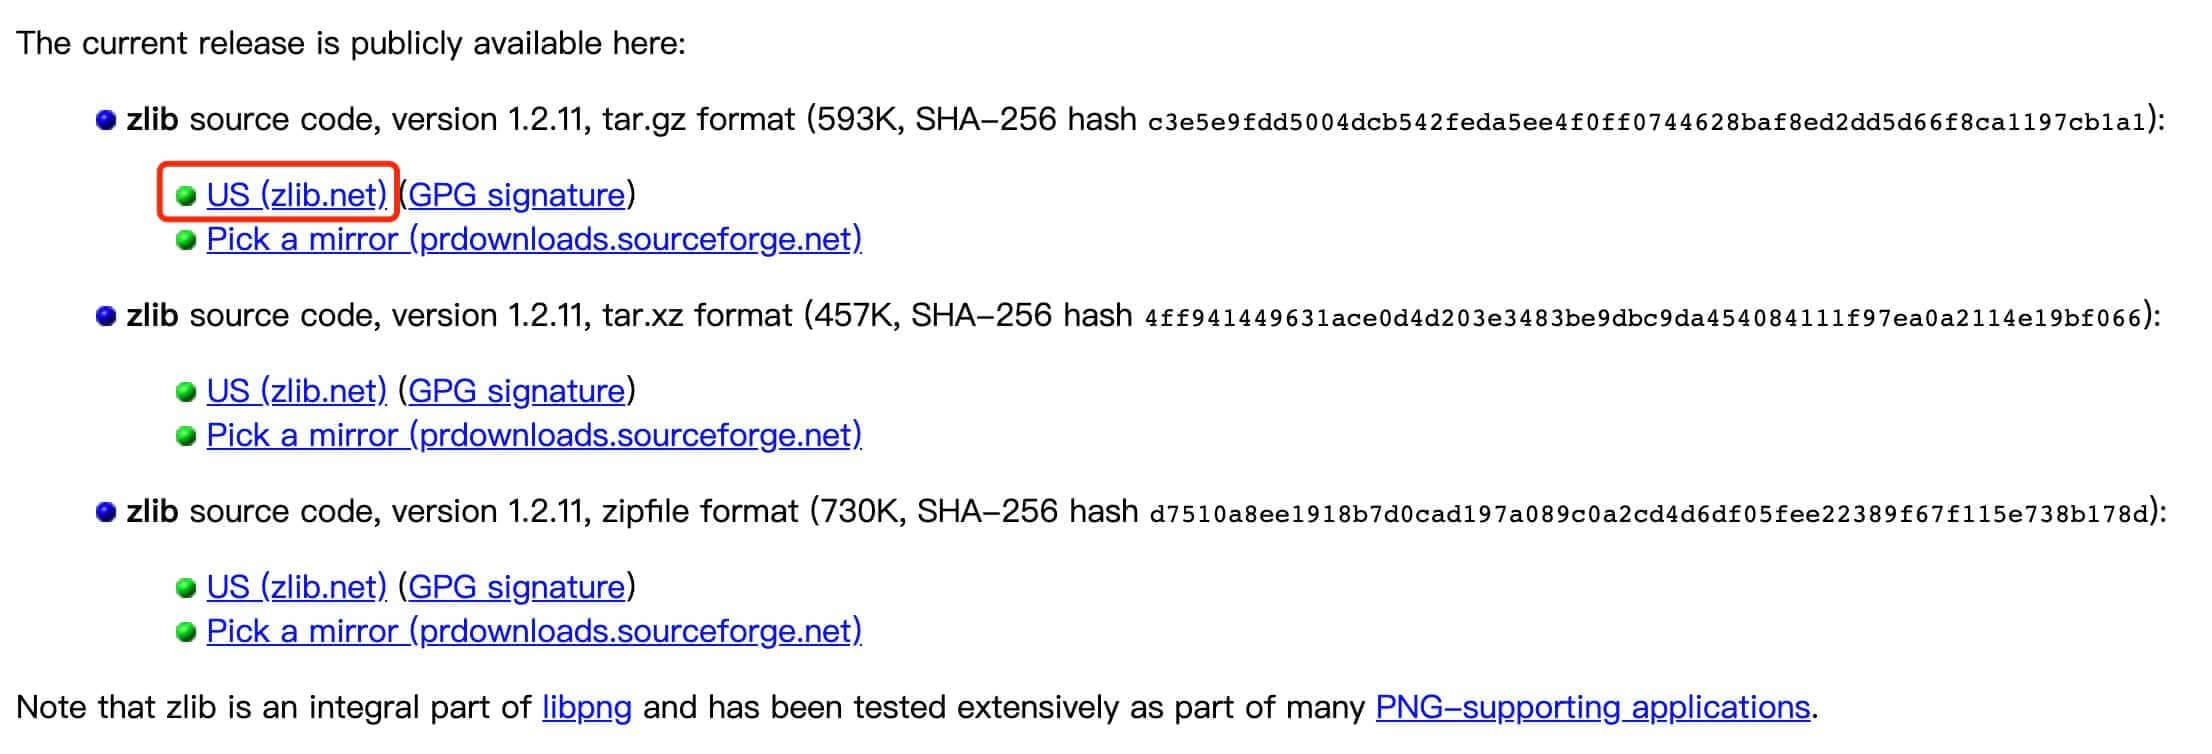 The current release is publicly available here:
zlib source code, version 1.2.11, tar.gz format (593K, SHA-256 hash c3e5e9fdd5004dcb542feda5ee4f0ff0744628baf8ed2dd5d66f8ca1197cb1a1):
US (zlib.net) (GPG signature)
Pick a mirror (prdownloads.sourceforge.net)
zlib source code, version 1.2.11, tar.xz format (457K, SHA-256 hash 4ff941449631ace0d4d203e3483be9dbc9da454084111f97ea0a2114e19bf066):
US (zlib.net) (GPG signature)
Pick a mirror (prdownloads.sourceforge.net)
zlib source code, version 1.2.11, zipfile format (730K, SHA-256 hash d7510a8ee1918b7d0cad197a089c0a2cd4d6df05fee22389f67f115e738b178d):
US (zlib.net) (GPG signature)
Pick a mirror (prdownloads.sourceforge.net)
Note that zlib is an integral part of libpng and has been tested extensively as part of many PNG-supporting applications.